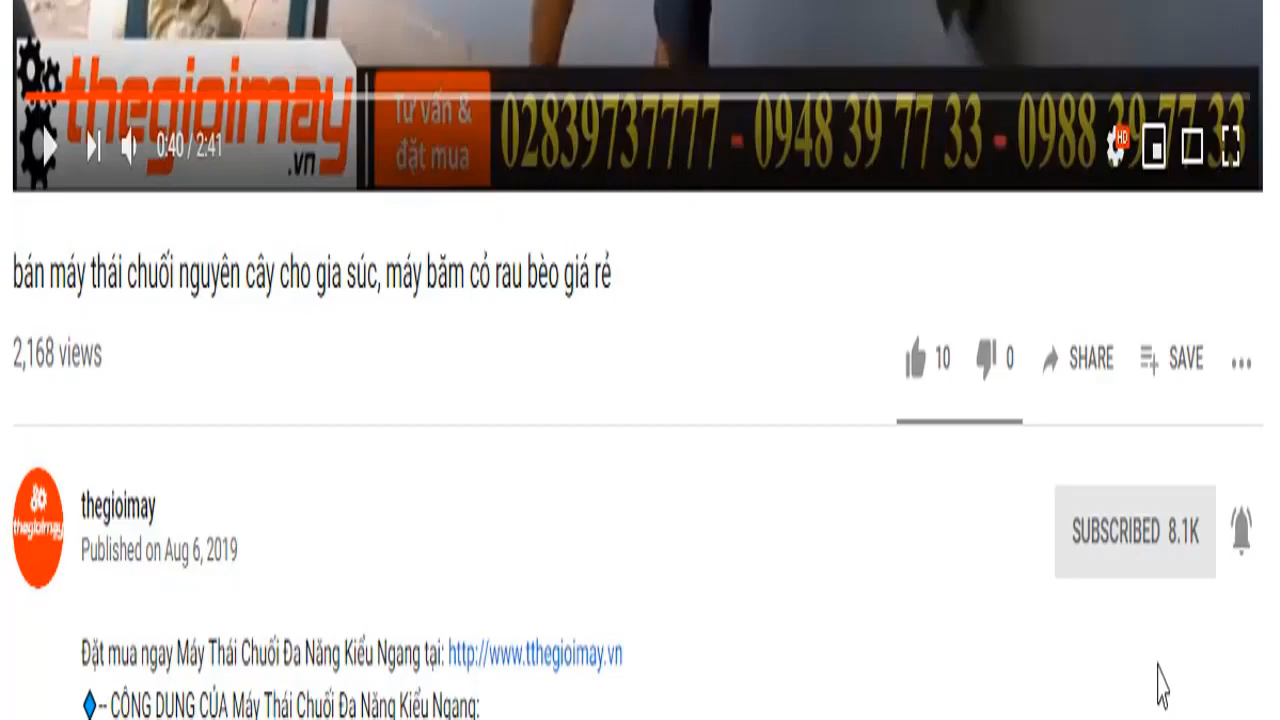 thegioimay
.vn
Tư vấn &
đặt mua
02839737777 - 0948 39 77 33 - 0988 39 77 33
0:40 / 2:41
HD
bán máy thái chuối nguyên cây cho gia súc, máy băm cỏ rau bèo giá rẻ
2,168 views
10 0 SHARE SAVE
thegioimay
thegioimay
Published on Aug 6, 2019
SUBSCRIBED 8.1K
Đặt mua ngay Máy Thái Chuối Đa Năng Kiểu Ngang tại: http://www.tthegioimay.vn
-- CÔNG DỤNG CỦA Máy Thái Chuối Đa Năng Kiểu Ngang: